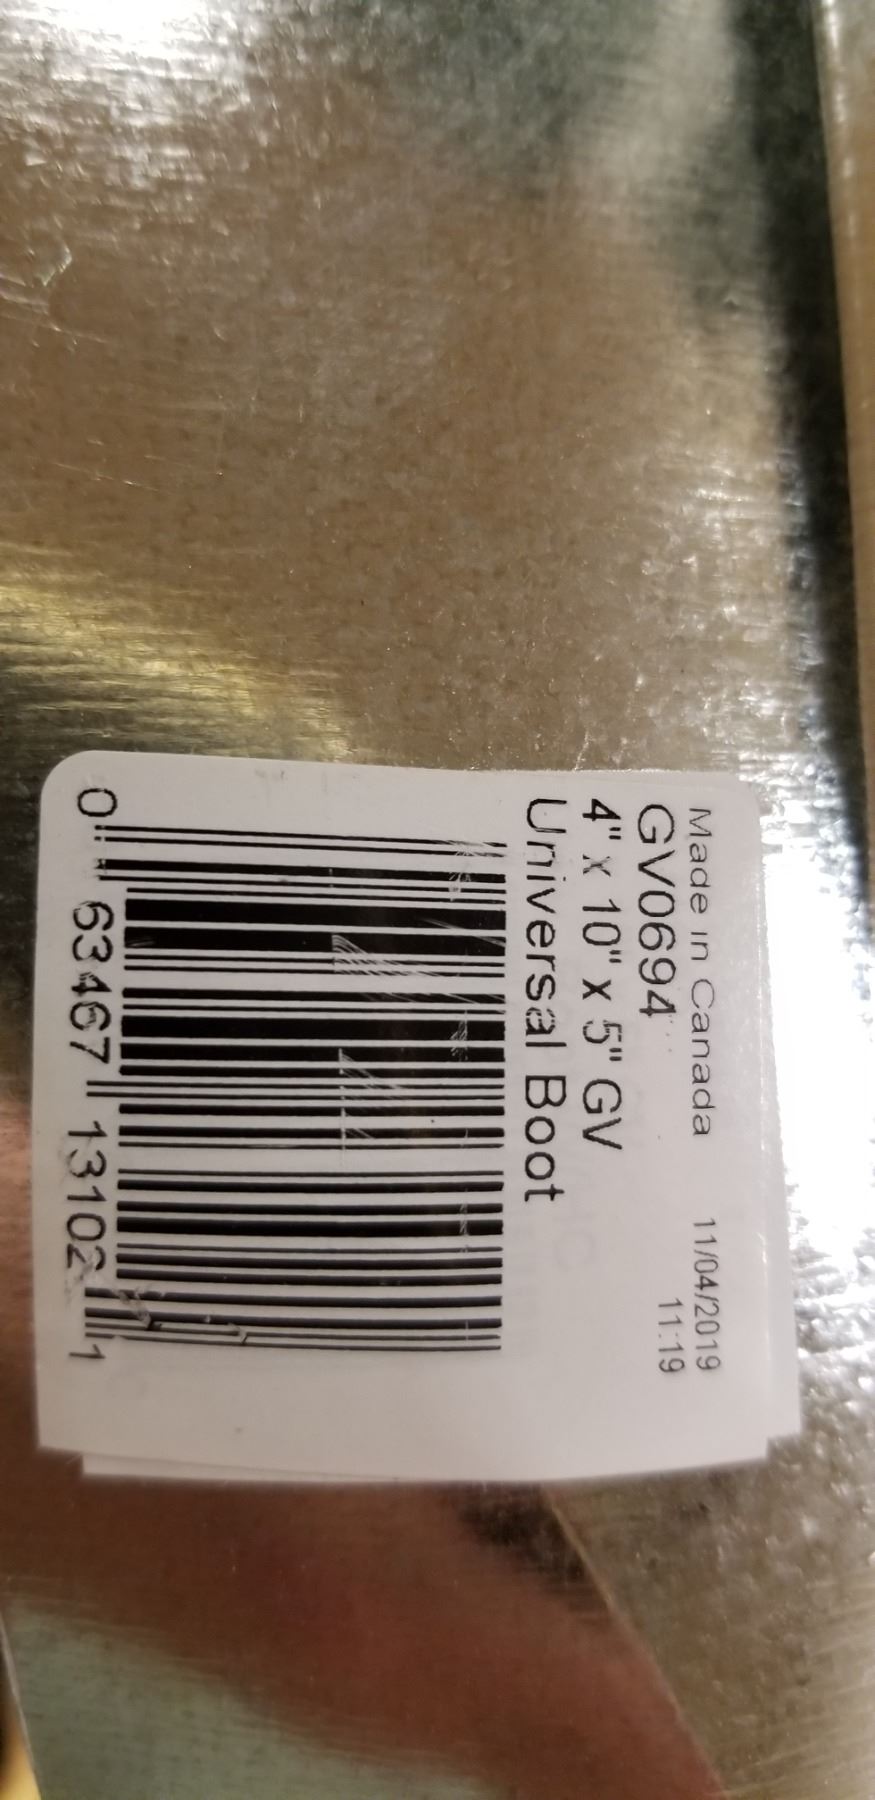 Made in Canada 11/04/2019
GV0694 11:19
4" x 10" x 5" GV
Universal Boot
0 63467 13102 1